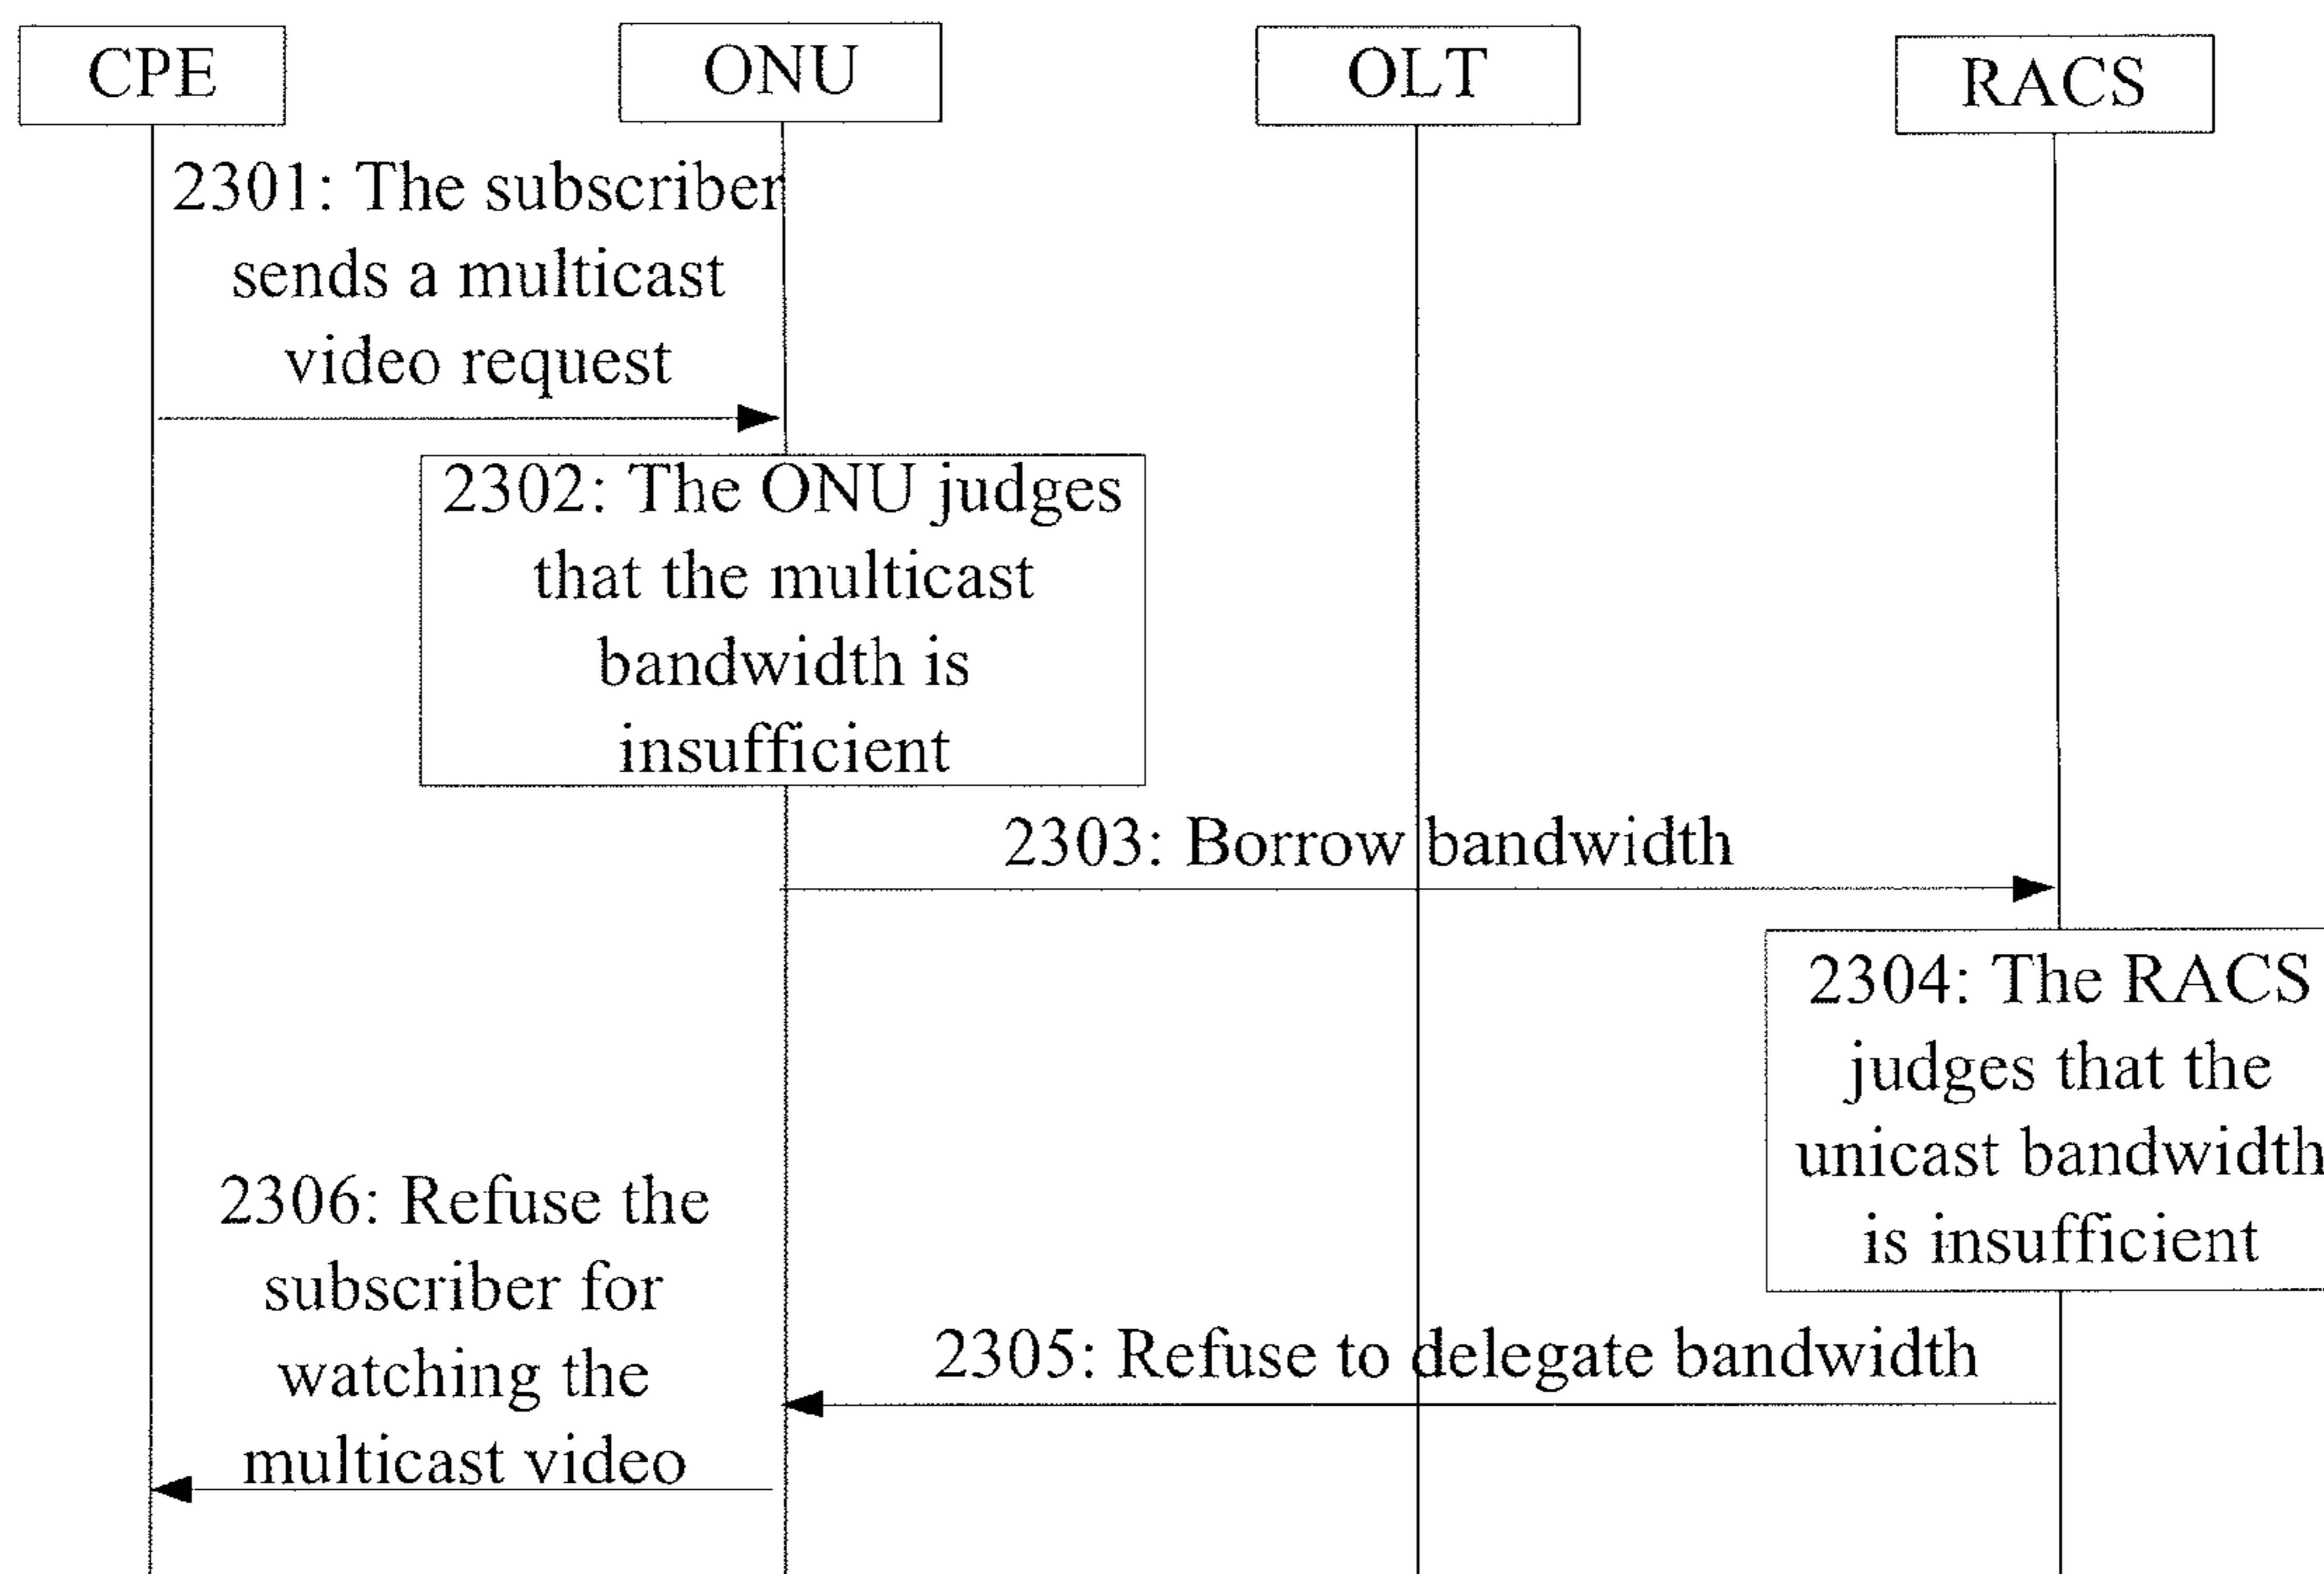 CPE
ONU
OLT
RACS
2301: The subscriber
sends a multicast
video request
2302: The ONU judges
that the multicast
bandwidth is
insufficient
2303: Borrow bandwidth
2304: The RACS
judges that the
unicast bandwidth
is insufficient
2305: Refuse to delegate bandwidth
2306: Refuse the
subscriber for
watching the
multicast video